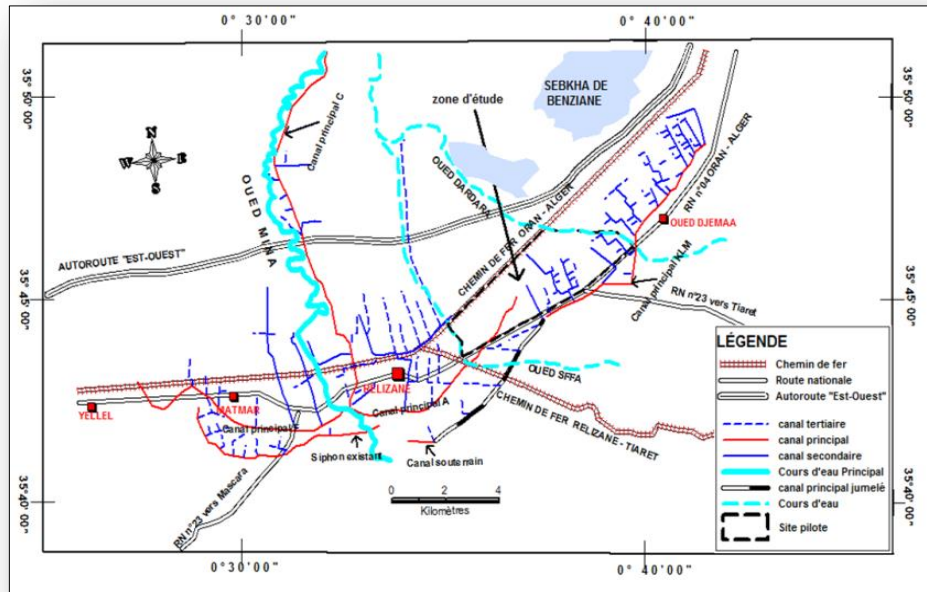 0° 30'00"
0° 40'00"
35° 50'00"
35° 50'00"
SEBKHA DE
BENZIANE
zone d'étude
Canal principal C
OUED MINA
OUED DARDARA
CHEMIN DE FER ORAN - ALGER
RN n°04 ORAN - ALGER
OUED DJEMAA
AUTOROUTE "EST-OUEST"
Canal principal KLM
RN n°23 vers Tiaret
35° 45'00"
35° 45'00"
N
W
E
S
OUED SFFA
CHEMIN DE FER RELIZANE - TIARET
RELIZANE
YELLEL
MATMAR
Canal principal A
Canal principal F
Siphon existant
Canal souterrain
RN n°23 vers Mascara
35° 40'00"
35° 40'00"
0 2 4
Kilomètres
LÉGENDE
Chemin de fer
Route nationale
Autoroute "Est-Ouest"
canal tertiaire
canal principal
canal secondaire
Cours d'eau Principal
canal principal jumelé
Cours d'eau
Site pilote
0° 30'00"
0° 40'00"